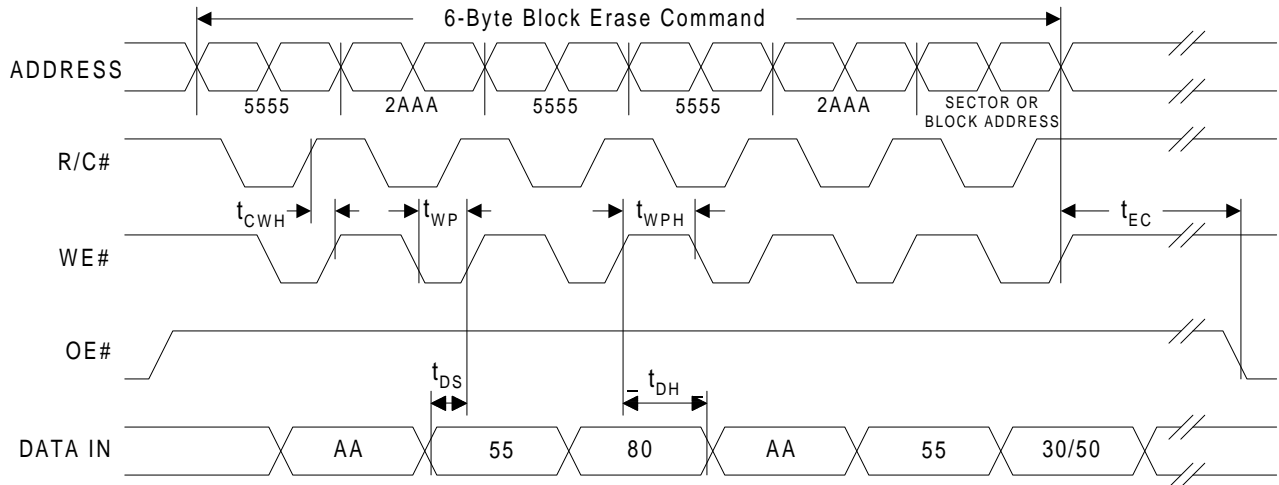 6-Byte Block Erase Command
ADDRESS
5555 2AAA 5555 5555 2AAA SECTOR OR
BLOCK ADDRESS
R/C#
tCWH tWP tWPH tEC
WE#
OE#
tDS tDH
DATA IN AA 55 80 AA 55 30/50